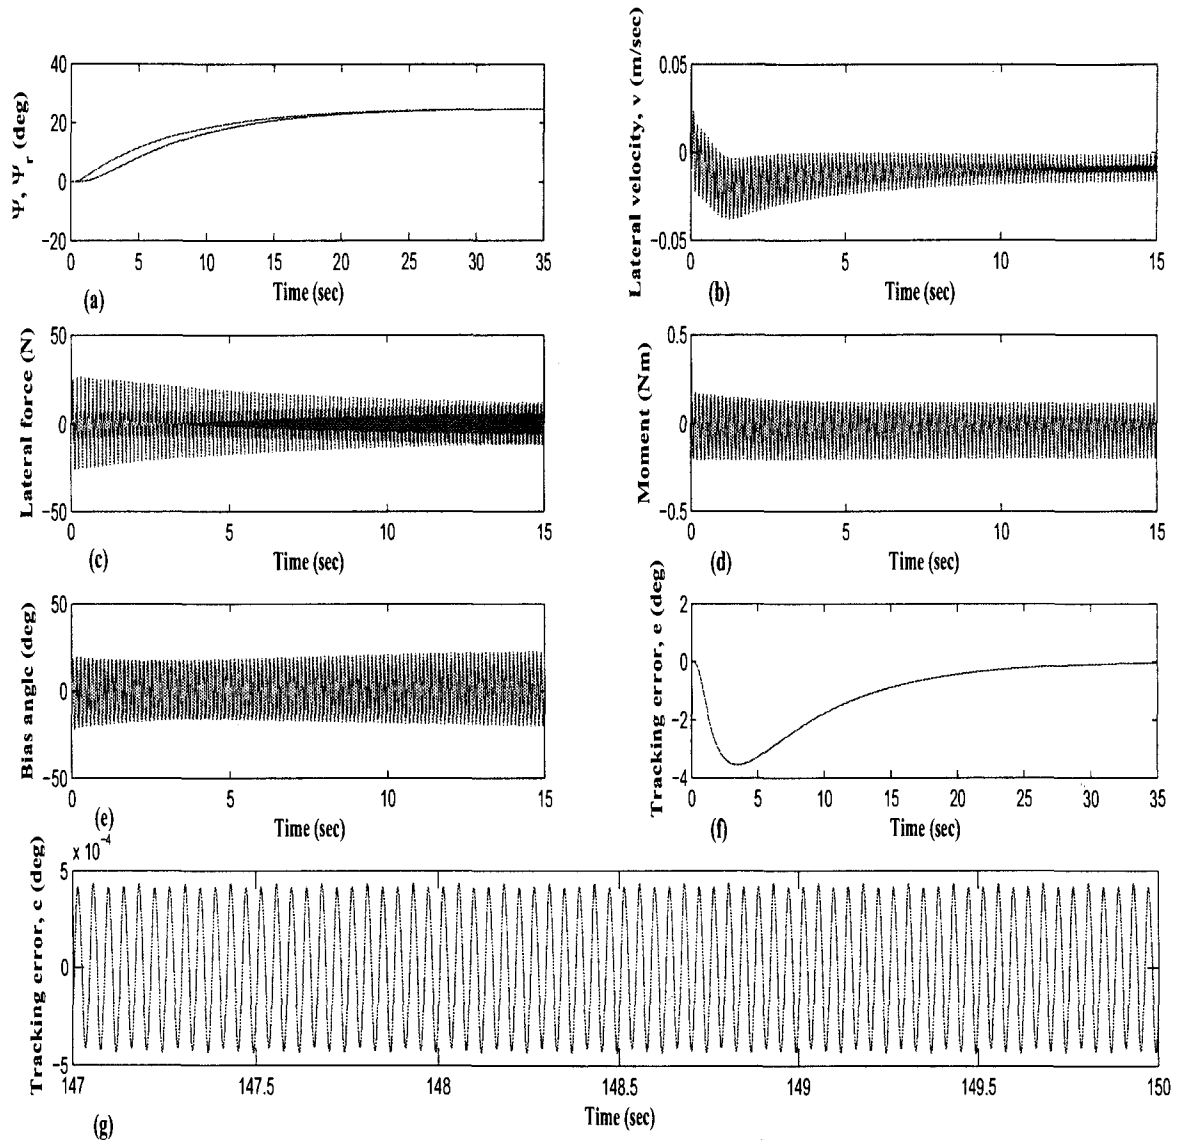 40
20
0
−20
Ψ, Ψr (deg)
0 5 10 15 20 25 30 35
Time (sec)
(a)
0.05
0
−0.05
Lateral velocity, v (m/sec)
0 5 10 15
Time (sec)
(b)
50
0
−50
Lateral force (N)
0 5 10 15
Time (sec)
(c)
0.5
0
−0.5
Moment (Nm)
0 5 10 15
Time (sec)
(d)
50
0
−50
Bias angle (deg)
0 5 10 15
Time (sec)
(e)
2
0
−2
−4
Tracking error, e (deg)
0 5 10 15 20 25 30 35
Time (sec)
(f)
x 10⁻⁴
5
0
−5
Tracking error, e (deg)
147 147.5 148 148.5 149 149.5 150
Time (sec)
(g)